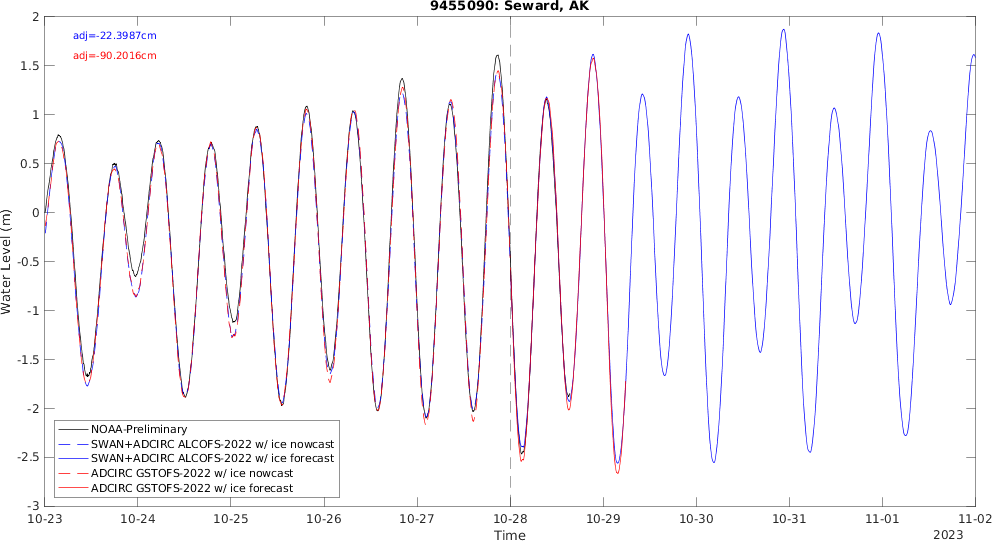 9455090: Seward, AK
adj=-22.3987cm
adj=-90.2016cm
Water Level (m)
2
1.5
1
0.5
0
-0.5
-1
-1.5
-2
-2.5
-3
NOAA-Preliminary
SWAN+ADCIRC ALCOFS-2022 w/ ice nowcast
SWAN+ADCIRC ALCOFS-2022 w/ ice forecast
ADCIRC GSTOFS-2022 w/ ice nowcast
ADCIRC GSTOFS-2022 w/ ice forecast
10-23 10-24 10-25 10-26 10-27 10-28 10-29 10-30 10-31 11-01 11-02
Time
2023